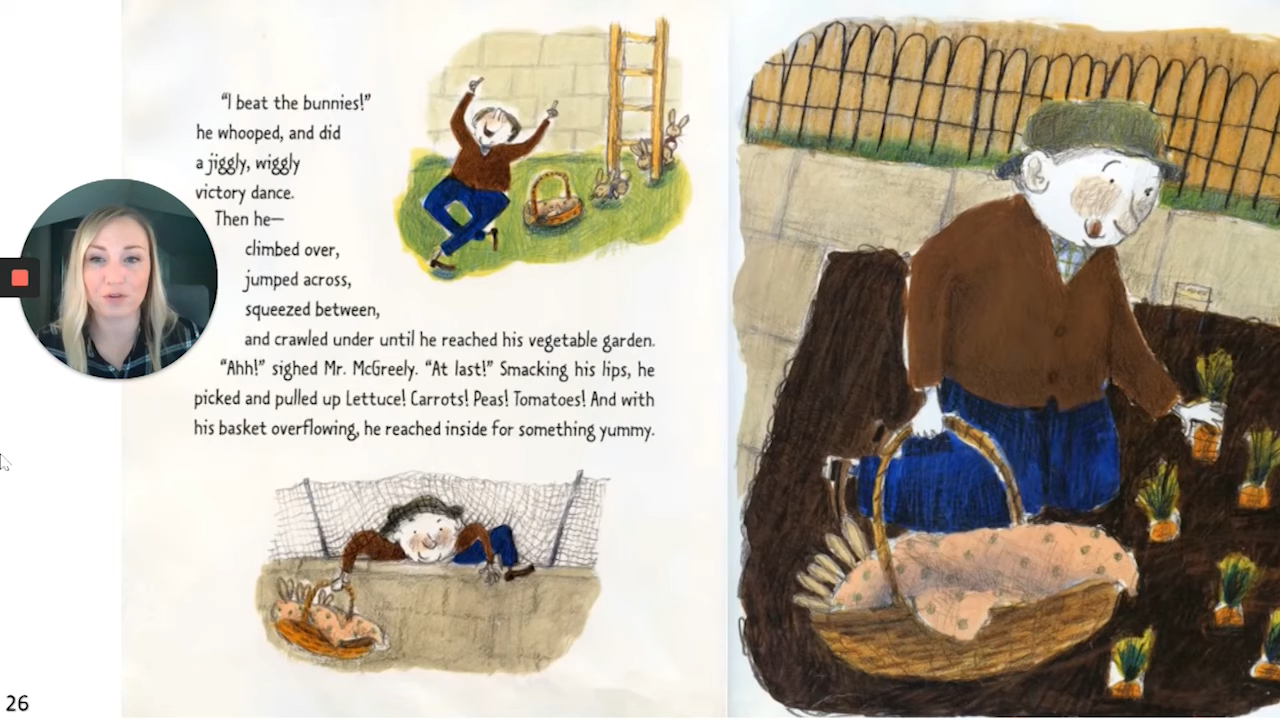 “I beat the bunnies!”
he whooped, and did
a jiggly, wiggly
victory dance.
Then he—
climbed over,
jumped across,
squeezed between,
and crawled under until he reached his vegetable garden.
“Ahh!” sighed Mr. McGreely. “At last!” Smacking his lips, he
picked and pulled up Lettuce! Carrots! Peas! Tomatoes! And with
his basket overflowing, he reached inside for something yummy.
26